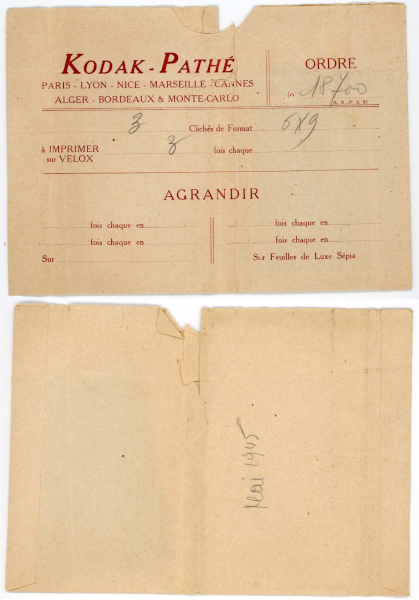 KODAK - PATHÉ
PARIS - LYON - NICE - MARSEILLE - CANNES
ALGER - BORDEAUX & MONTE-CARLO
ORDRE
No 18700
3 Clichés de Format 6x9
à IMPRIMER
sur VELOX 3 fois chaque
AGRANDIR
fois chaque en
fois chaque en
Sur
fois chaque en
fois chaque en
Sur Feuilles de Luxe Sépia
Mai 1945